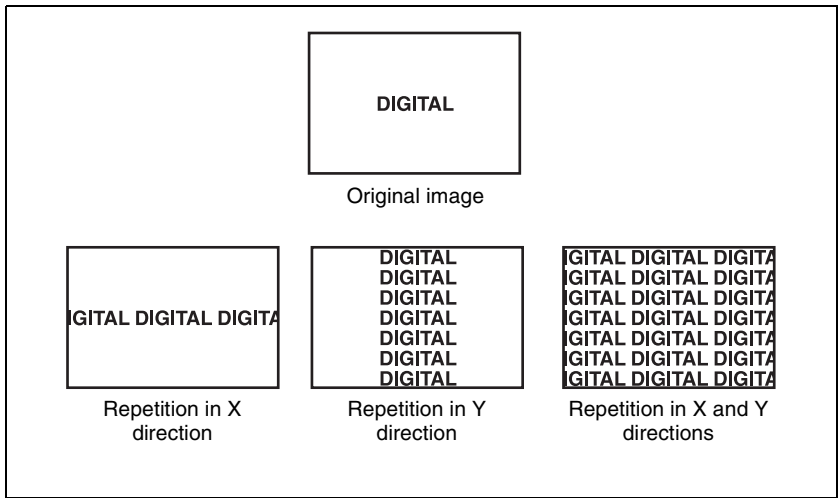 DIGITAL
Original image
IGITAL DIGITAL DIGITA
Repetition in X
direction
DIGITAL
DIGITAL
DIGITAL
DIGITAL
DIGITAL
DIGITAL
DIGITAL
Repetition in Y
direction
IGITAL DIGITAL DIGITA
IGITAL DIGITAL DIGITA
IGITAL DIGITAL DIGITA
IGITAL DIGITAL DIGITA
IGITAL DIGITAL DIGITA
IGITAL DIGITAL DIGITA
IGITAL DIGITAL DIGITA
Repetition in X and Y
directions